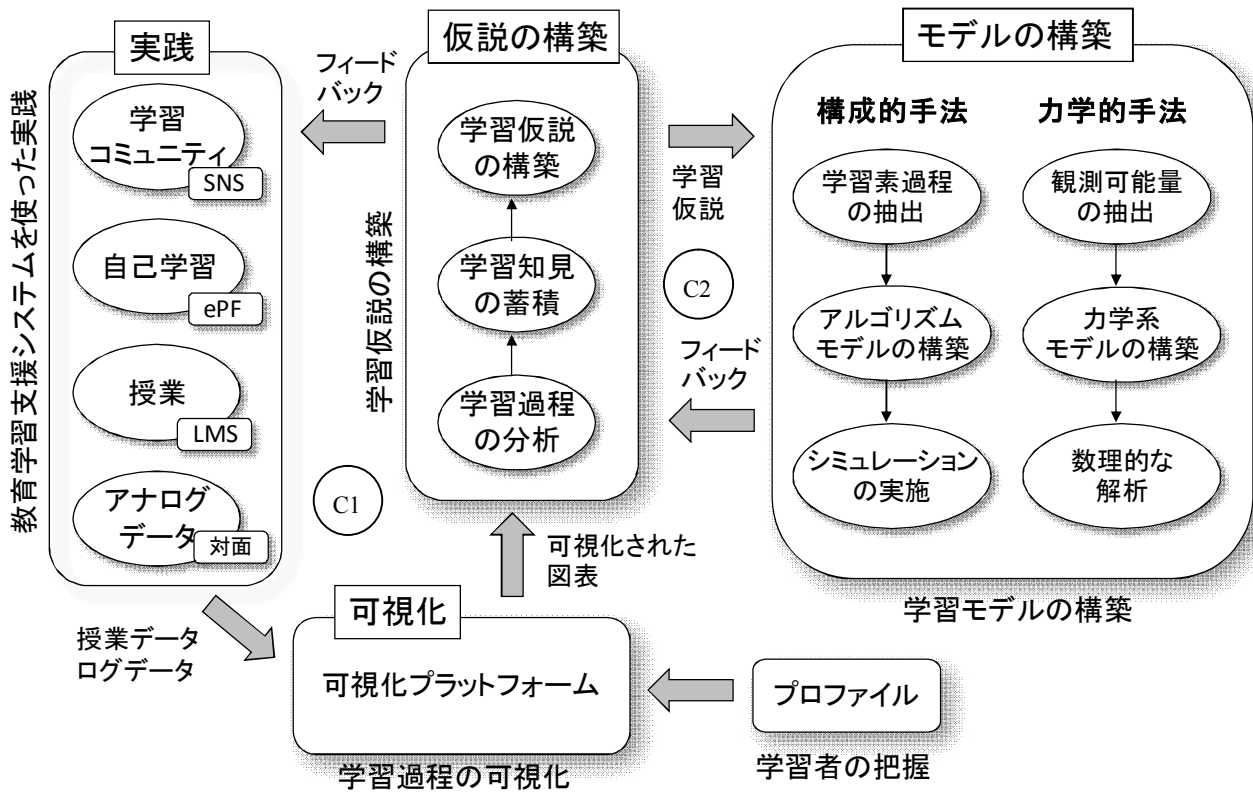 実践
教育学習支援システムを使った実践
学習
コミュニティ
SNS
自己学習
ePF
授業
LMS
アナログ
データ
対面
フィード
バック
仮説の構築
学習仮説の構築
学習仮説
の構築
学習知見
の蓄積
学習過程
の分析
C1
学習
仮説
C2
フィード
バック
モデルの構築
構成的手法
学習素過程
の抽出
アルゴリズム
モデルの構築
シミュレーション
の実施
力学的手法
観測可能量
の抽出
力学系
モデルの構築
数理的な
解析
学習モデルの構築
授業データ
ログデータ
可視化された
図表
可視化
可視化プラットフォーム
学習過程の可視化
プロファイル
学習者の把握